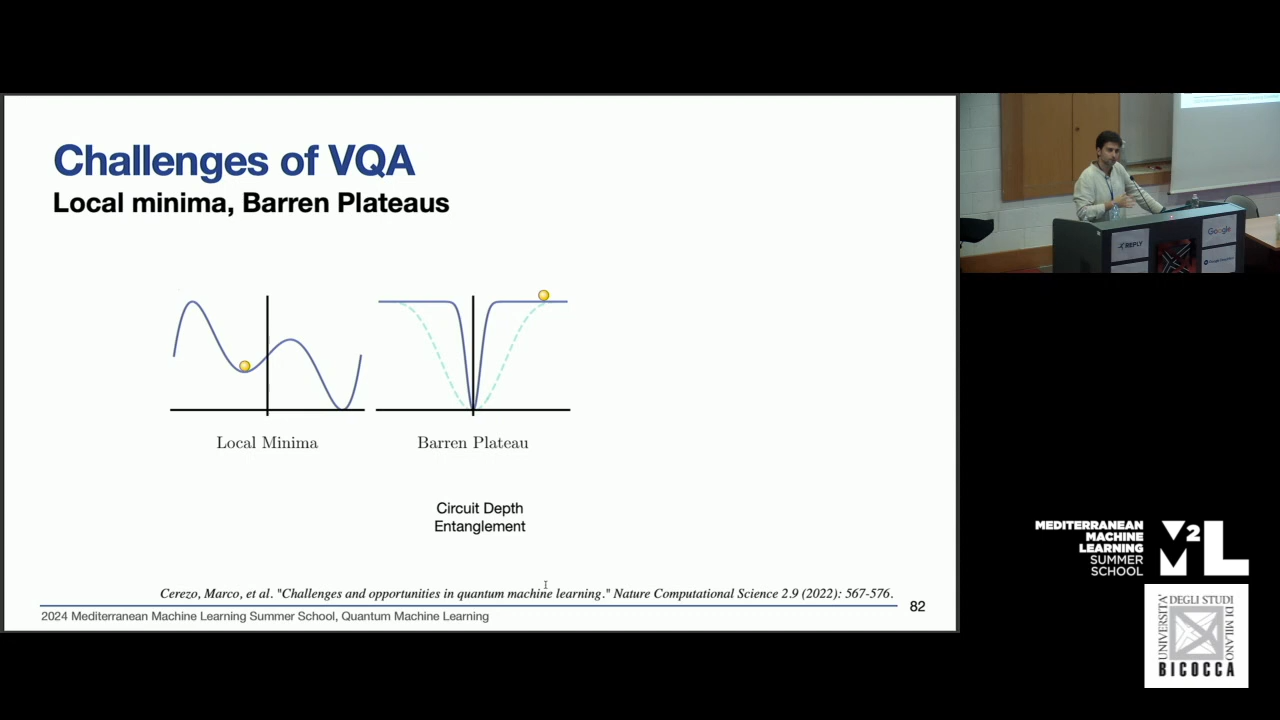 Challenges of VQA
Local minima, Barren Plateaus
Local Minima
Barren Plateau
Circuit Depth
Entanglement
Cerezo, Marco, et al. "Challenges and opportunities in quantum machine learning." Nature Computational Science 2.9 (2022): 567-576.
2024 Mediterranean Machine Learning Summer School, Quantum Machine Learning
82
REPLY
Google
MEDITERRANEAN
MACHINE
LEARNING
SUMMER
SCHOOL
M2L
UNIVERSITÀ
DEGLI STUDI
DI MILANO
BICOCCA